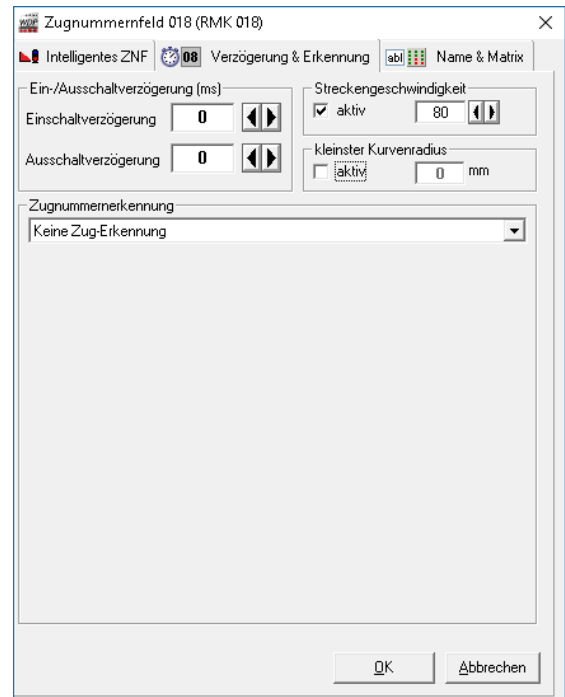 WDP Zugnummernfeld 018 (RMK 018)
Intelligentes ZNF 08 Verzögerung & Erkennung abl Name & Matrix
Ein-/Ausschaltverzögerung (ms)
Einschaltverzögerung 0
Ausschaltverzögerung 0
Streckengeschwindigkeit
aktiv 80
kleinster Kurvenradius
aktiv 0 mm
Zugnummernerkennung
Keine Zug-Erkennung
OK Abbrechen